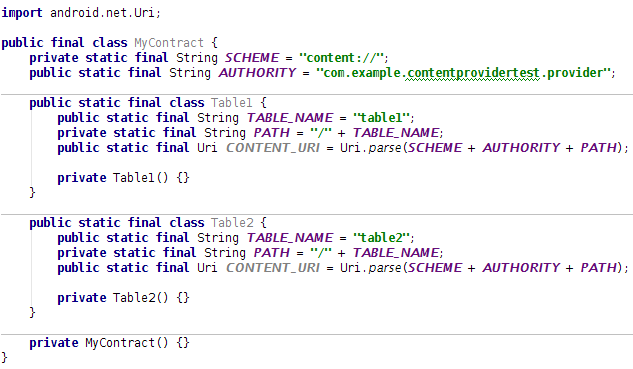 import android.net.Uri;
public final class MyContract {
private static final String SCHEME = "content://";
public static final String AUTHORITY = "com.example.contentprovidertest.provider";
public static final class Table1 {
public static final String TABLE_NAME = "table1";
private static final String PATH = "/" + TABLE_NAME;
public static final Uri CONTENT_URI = Uri.parse(SCHEME + AUTHORITY + PATH);
private Table1() {}
}
public static final class Table2 {
public static final String TABLE_NAME = "table2";
private static final String PATH = "/" + TABLE_NAME;
public static final Uri CONTENT_URI = Uri.parse(SCHEME + AUTHORITY + PATH);
private Table2() {}
}
private MyContract() {}
}